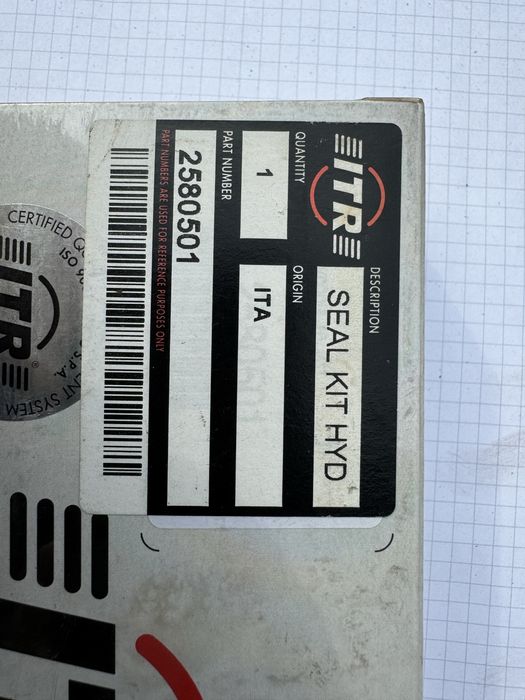 ITR
DESCRIPTION
SEAL KIT HYD
QUANTITY
1
ORIGIN
ITA
PART NUMBER
2580501
PART NUMBERS ARE USED FOR REFERENCE PURPOSES ONLY
CERTIFIED
ISO
ITR
S.P.A.
SYSTEM